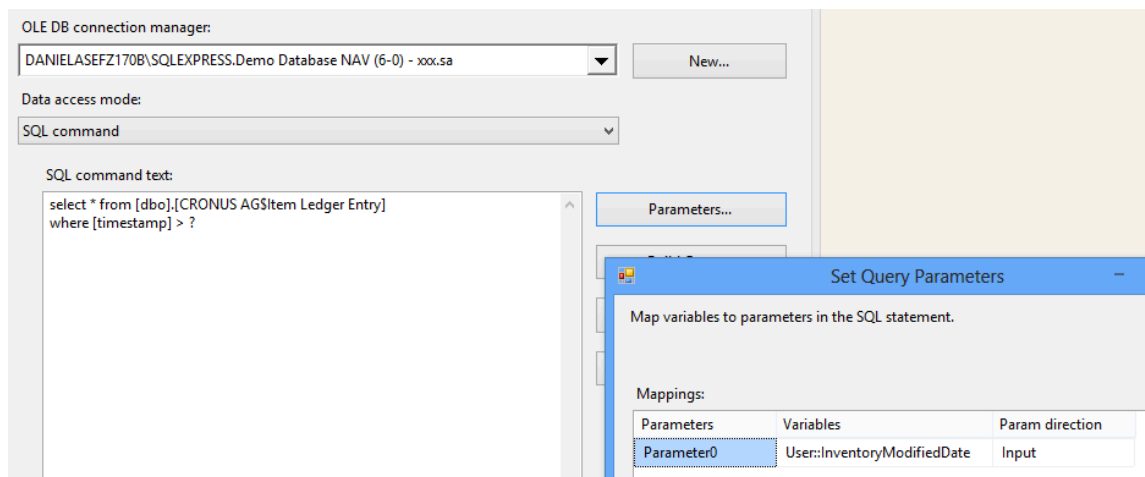 OLE DB connection manager:
DANIELASEFZ170B\SQLEXPRESS.Demo Database NAV (6-0) - xxx.sa
New...
Data access mode:
SQL command
SQL command text:
select * from [dbo].[CRONUS AG$Item Ledger Entry]
where [timestamp] > ?
Parameters...
Set Query Parameters
Map variables to parameters in the SQL statement.
Mappings:
Parameters Variables Param direction
Parameter0 User::InventoryModifiedDate Input